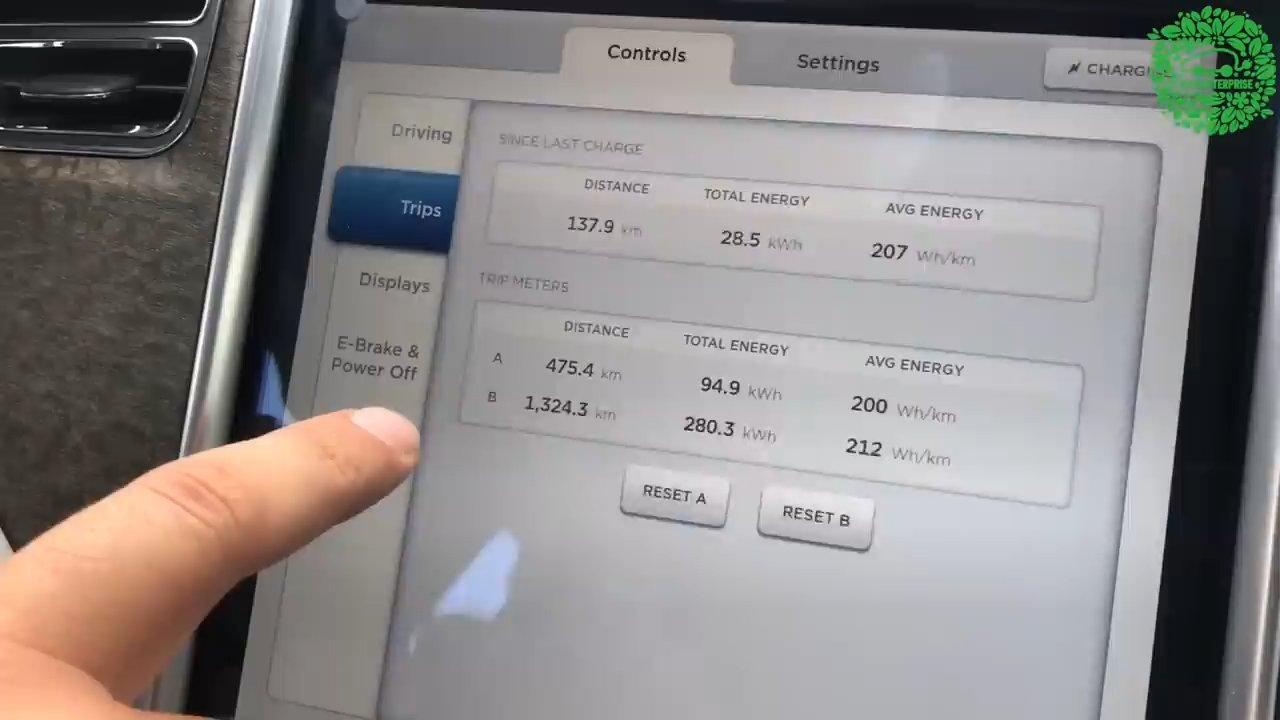 Controls
Settings
Driving
Trips
Displays
E-Brake &
Power Off
SINCE LAST CHARGE
DISTANCE TOTAL ENERGY AVG ENERGY
137.9 km 28.5 kWh 207 Wh/km
TRIP METERS
DISTANCE TOTAL ENERGY AVG ENERGY
A 475.4 km 94.9 kWh 200 Wh/km
B 1,324.3 km 280.3 kWh 212 Wh/km
RESET A RESET B